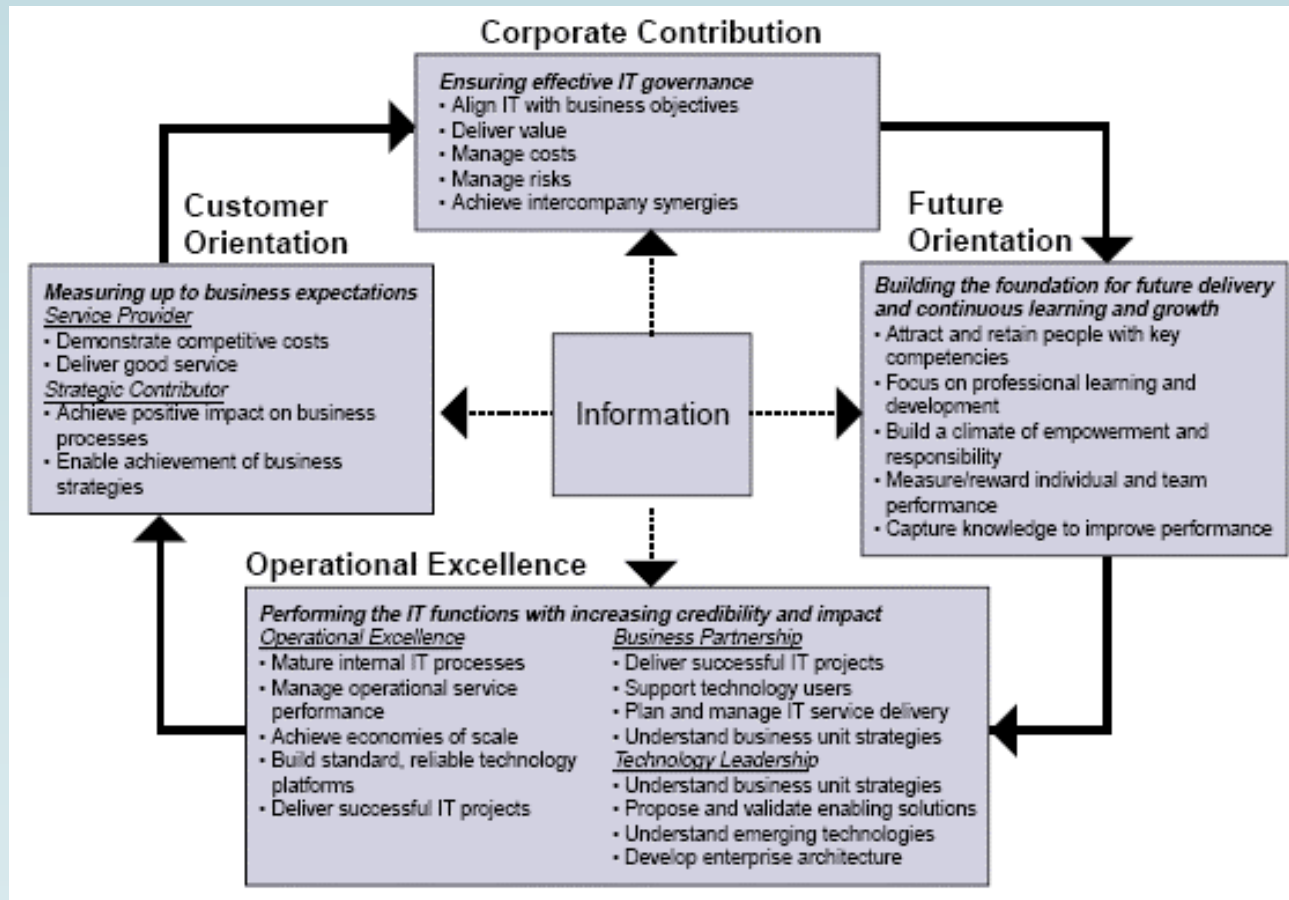 Corporate Contribution
Ensuring effective IT governance
• Align IT with business objectives
• Deliver value
• Manage costs
• Manage risks
• Achieve intercompany synergies
Customer
Orientation
Measuring up to business expectations
Service Provider
• Demonstrate competitive costs
• Deliver good service
Strategic Contributor
• Achieve positive impact on business
processes
• Enable achievement of business
strategies
Information
Future
Orientation
Building the foundation for future delivery
and continuous learning and growth
• Attract and retain people with key
competencies
• Focus on professional learning and
development
• Build a climate of empowerment and
responsibility
• Measure/reward individual and team
performance
• Capture knowledge to improve performance
Operational Excellence
Performing the IT functions with increasing credibility and impact
Operational Excellence
• Mature internal IT processes
• Manage operational service
performance
• Achieve economies of scale
• Build standard, reliable technology
platforms
• Deliver successful IT projects
Business Partnership
• Deliver successful IT projects
• Support technology users
• Plan and manage IT service delivery
• Understand business unit strategies
Technology Leadership
• Understand business unit strategies
• Propose and validate enabling solutions
• Understand emerging technologies
• Develop enterprise architecture